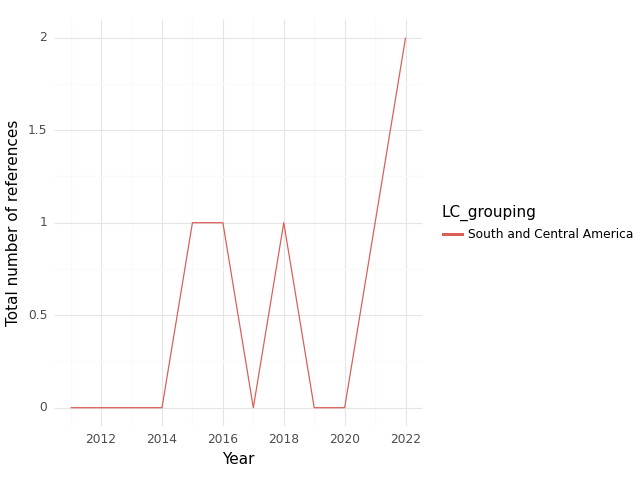 2
1.5
1
0.5
0
Total number of references
2012 2014 2016 2018 2020 2022
Year
LC_grouping
South and Central America